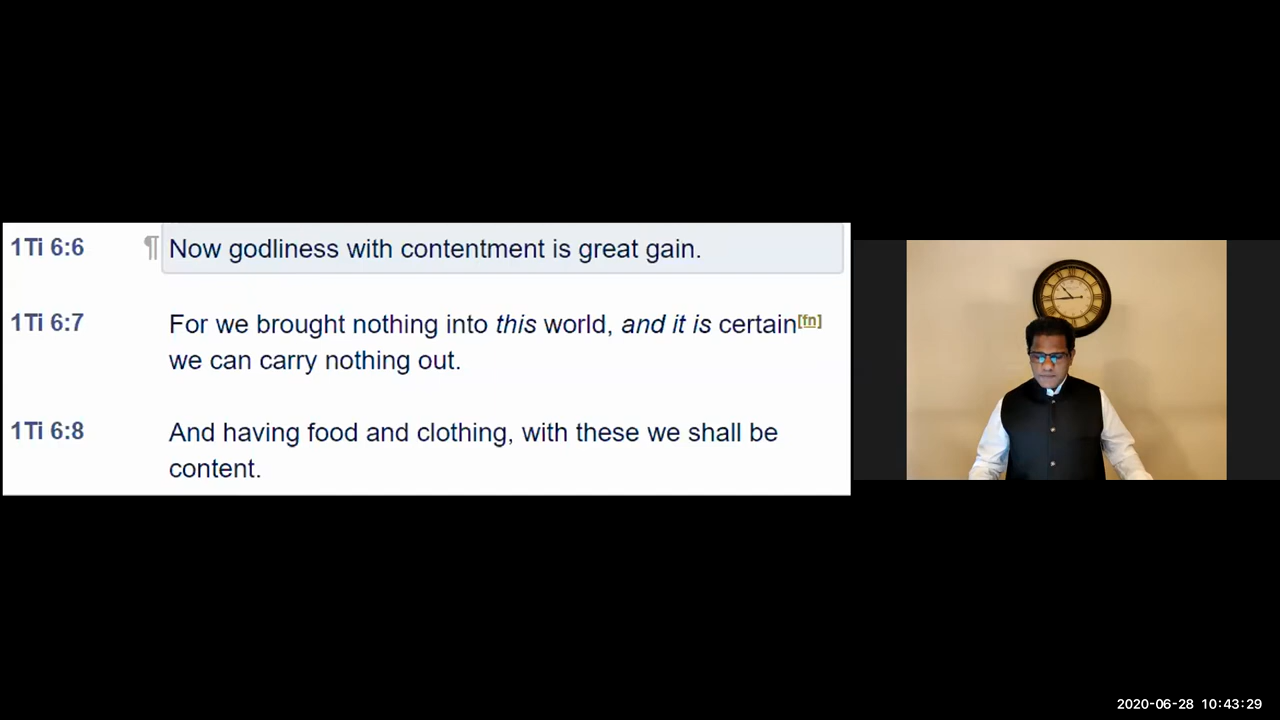 1Ti 6:6 ¶ Now godliness with contentment is great gain.
1Ti 6:7 For we brought nothing into this world, and it is certain[fn]
we can carry nothing out.
1Ti 6:8 And having food and clothing, with these we shall be
content.
2020-06-28 10:43:29